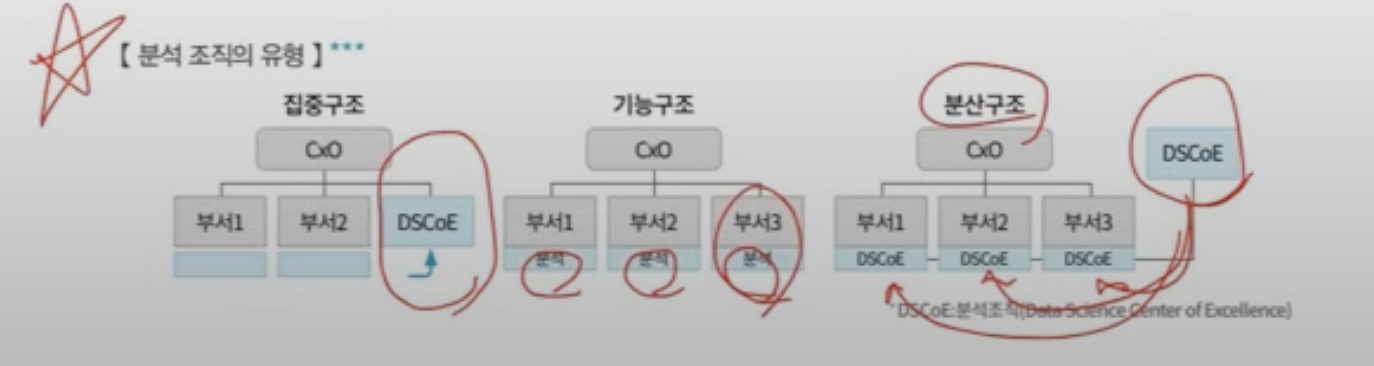 【 분석 조직의 유형 】***
집중구조 기능구조 분산구조
CxO CxO CxO DSCoE
부서1 부서2 DSCoE 부서1 부서2 부서3 부서1 부서2 부서3
분석 분석 분석 DSCoE DSCoE DSCoE
*DSCoE:분석조직(Data Science Center of Excellence)